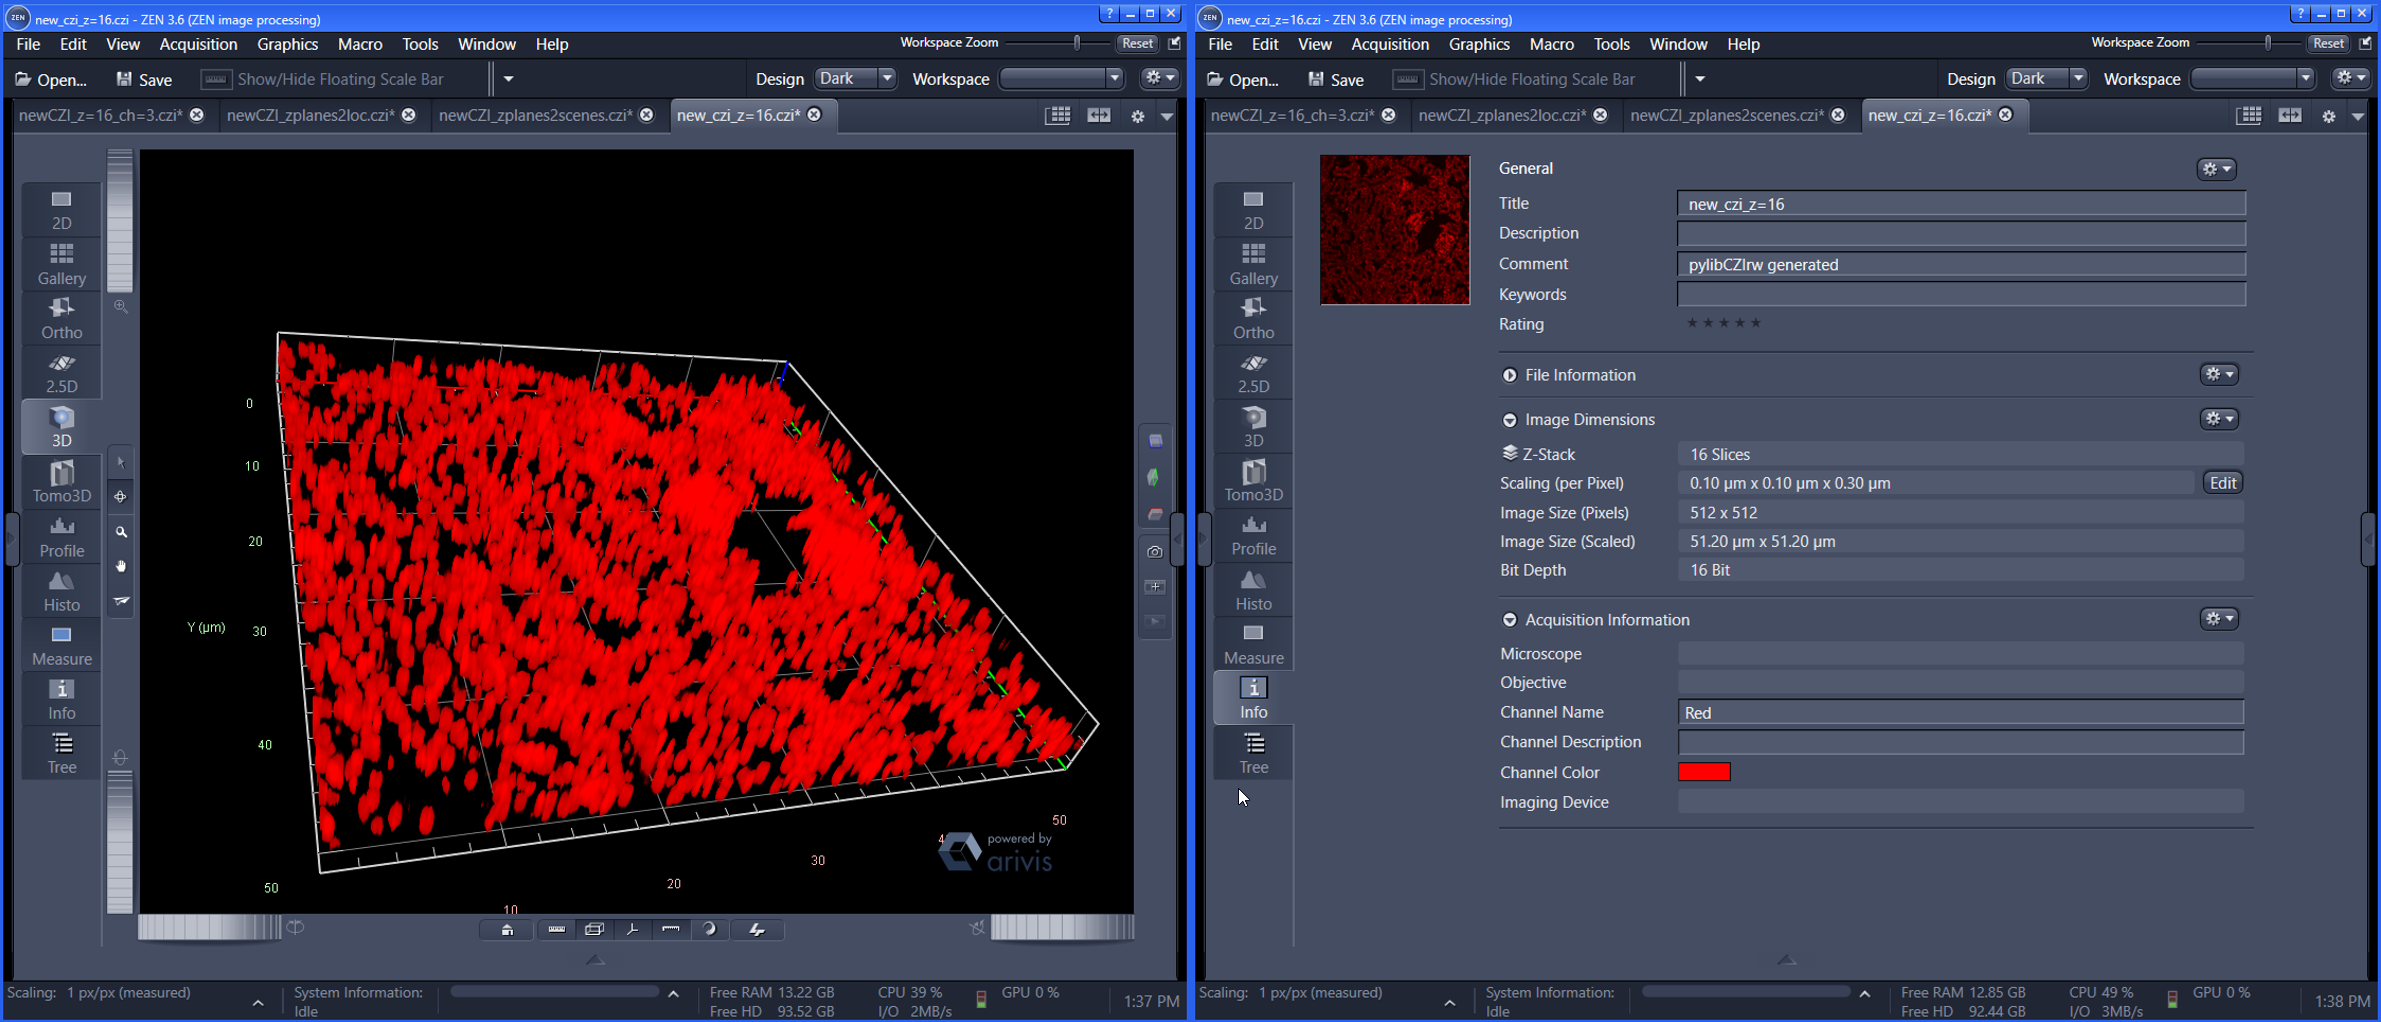 new_czi_z=16.czi - ZEN 3.6 (ZEN image processing)
File Edit View Acquisition Graphics Macro Tools Window Help
Workspace Zoom Reset
Open... Save Show/Hide Floating Scale Bar
Design Dark Workspace
newCZI_z=16_ch=3.czi* newCZI_zplanes2loc.czi* newCZI_zplanes2scenes.czi* new_czi_z=16.czi*
2D
Gallery
Ortho
2.5D
3D
Tomo3D
Profile
Histo
Measure
Info
Tree
0
10
20
Y (µm) 30
40
50
10
20
30
4
50
powered by
arivis
Scaling: 1 px/px (measured)
System Information:
Idle
Free RAM 13.22 GB
Free HD 93.52 GB
CPU 39 %
I/O 2MB/s
GPU 0 %
1:37 PM
new_czi_z=16.czi - ZEN 3.6 (ZEN image processing)
File Edit View Acquisition Graphics Macro Tools Window Help
Workspace Zoom Reset
Open... Save Show/Hide Floating Scale Bar
Design Dark Workspace
newCZI_z=16_ch=3.czi* newCZI_zplanes2loc.czi* newCZI_zplanes2scenes.czi* new_czi_z=16.czi*
2D
Gallery
Ortho
2.5D
3D
Tomo3D
Profile
Histo
Measure
Info
Tree
General
Title new_czi_z=16
Description
Comment pylibCZIrw generated
Keywords
Rating
File Information
Image Dimensions
Z-Stack 16 Slices
Scaling (per Pixel) 0.10 µm x 0.10 µm x 0.30 µm Edit
Image Size (Pixels) 512 x 512
Image Size (Scaled) 51.20 µm x 51.20 µm
Bit Depth 16 Bit
Acquisition Information
Microscope
Objective
Channel Name Red
Channel Description
Channel Color
Imaging Device
Scaling: 1 px/px (measured)
System Information:
Idle
Free RAM 12.85 GB
Free HD 92.44 GB
CPU 49 %
I/O 3MB/s
GPU 0 %
1:38 PM